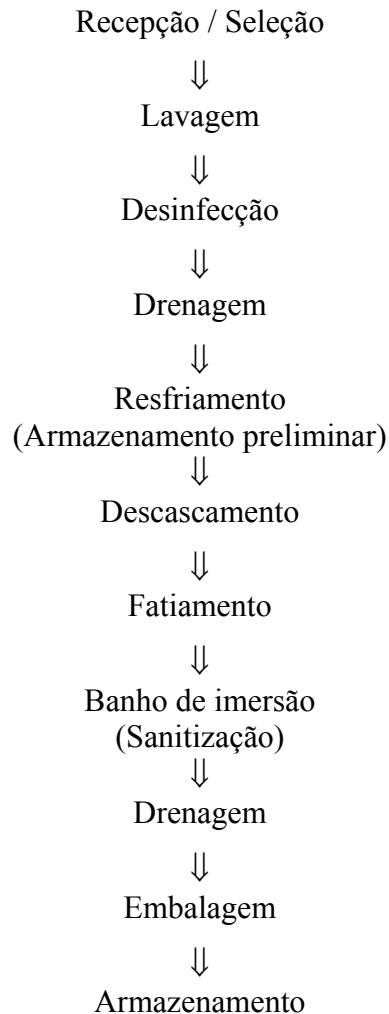 Recepção / Seleção
⇓
Lavagem
⇓
Desinfecção
⇓
Drenagem
⇓
Resfriamento
(Armazenamento preliminar)
⇓
Descascamento
⇓
Fatiamento
⇓
Banho de imersão
(Sanitização)
⇓
Drenagem
⇓
Embalagem
⇓
Armazenamento